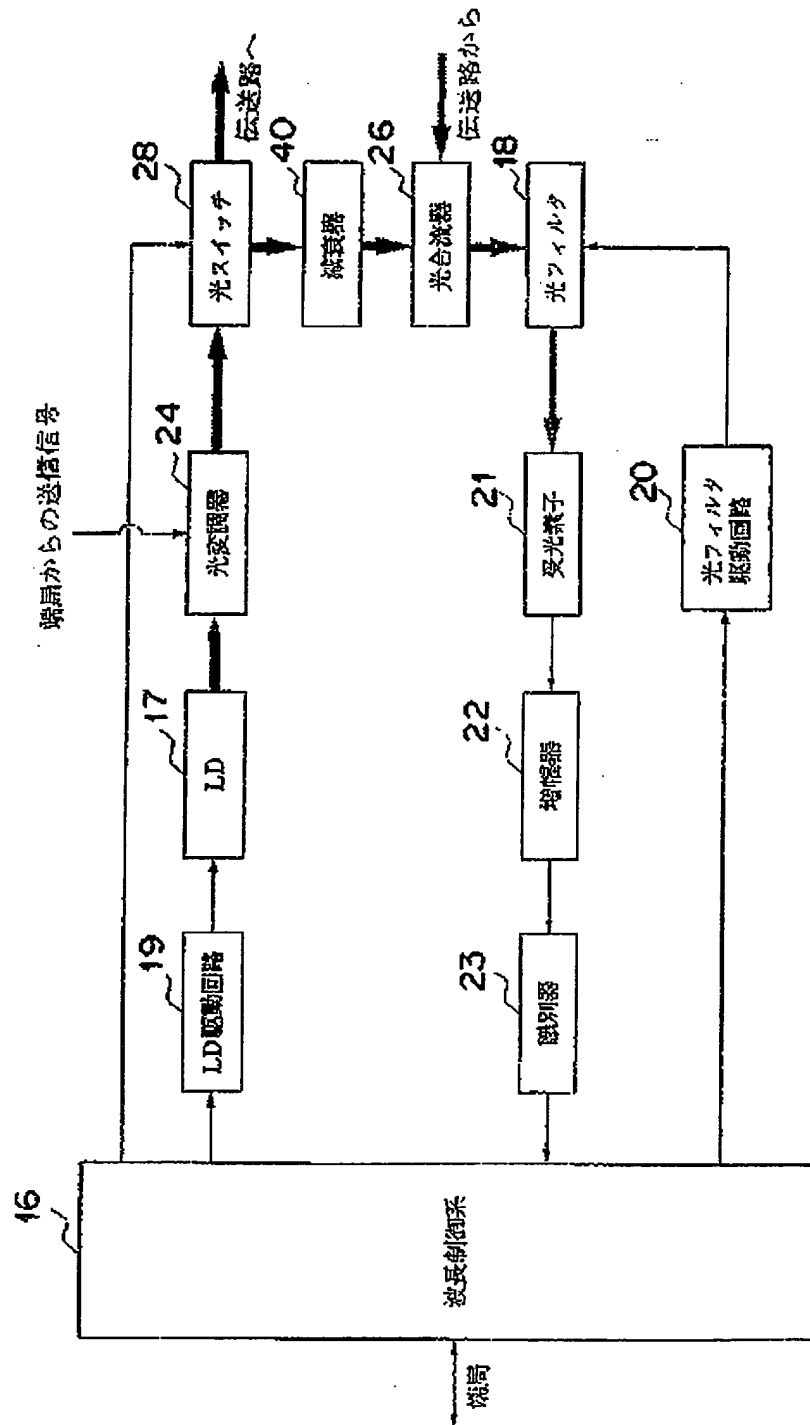 16
波長制御系
端局
19
LD駆動回路
17
LD
端局からの送信信号
24
光変調器
28
光スイッチ
伝送路へ
40
減衰器
26
光合流器
伝送路から
18
光フィルタ
21
受光素子
22
増幅器
23
識別器
20
光フィルタ
駆動回路